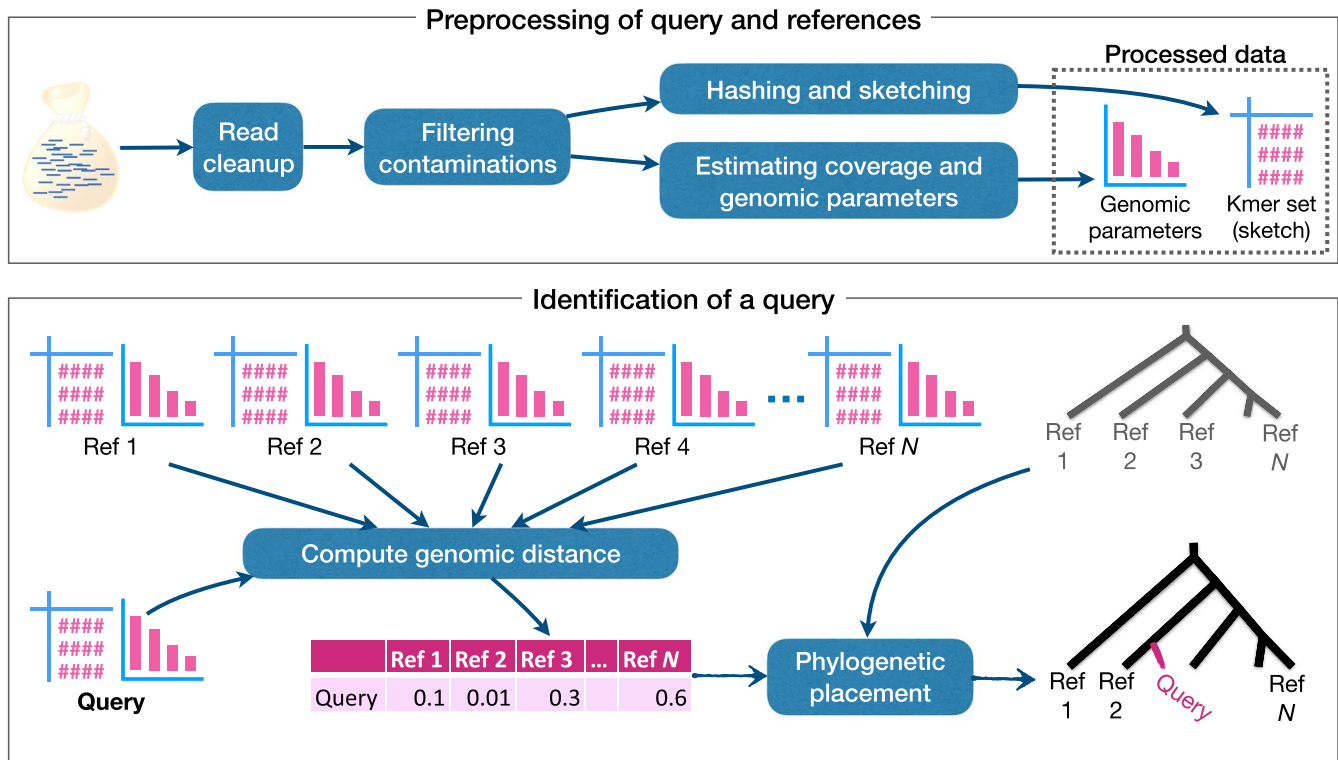 Preprocessing of query and references
Processed data
Read
cleanup
Filtering
contaminations
Hashing and sketching
Estimating coverage and
genomic parameters
####
####
####
Genomic
parameters
Kmer set
(sketch)
Identification of a query
#### #### #### #### ####
#### #### #### #### ####
#### #### #### #### ####
...
Ref 1 Ref 2 Ref 3 Ref 4 Ref N
Ref Ref Ref Ref
1 2 3 N
Compute genomic distance
####
####
####
Query
Ref 1 Ref 2 Ref 3 ... Ref N
Query 0.1 0.01 0.3 0.6
Phylogenetic
placement
Ref Ref Query Ref
1 2 N